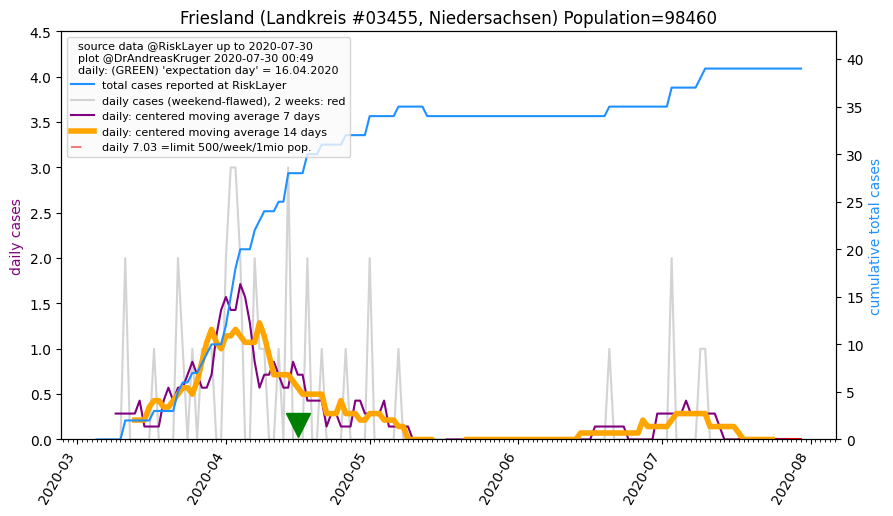 Friesland (Landkreis #03455, Niedersachsen) Population=98460
source data @RiskLayer up to 2020-07-30
plot @DrAndreasKruger 2020-07-30 00:49
daily: (GREEN) 'expectation day' = 16.04.2020
total cases reported at RiskLayer
daily cases (weekend-flawed), 2 weeks: red
daily: centered moving average 7 days
daily: centered moving average 14 days
daily 7.03 =limit 500/week/1mio pop.
daily cases
4.5
4.0
3.5
3.0
2.5
2.0
1.5
1.0
0.5
0.0
cumulative total cases
40
35
30
25
20
15
10
5
0
2020-03
2020-04
2020-05
2020-06
2020-07
2020-08